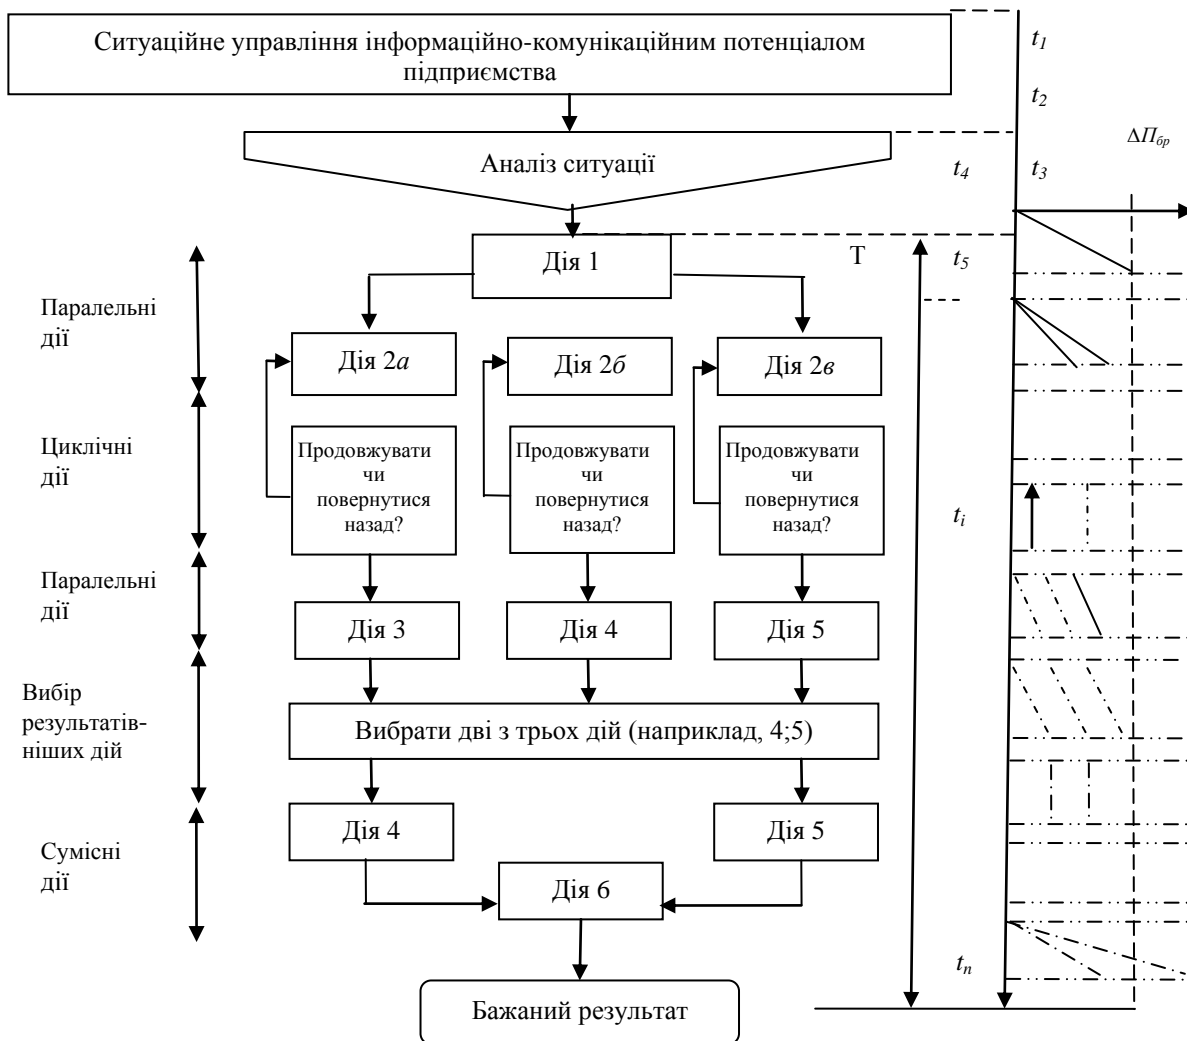 Ситуаційне управління інформаційно-комунікаційним потенціалом
підприємства
t1
t2
ΔПбр
Аналіз ситуації
t4
t3
Дія 1
Т
t5
Паралельні
дії
Дія 2а
Дія 2б
Дія 2в
Циклічні
дії
Продовжувати
чи
повернутися
назад?
Продовжувати
чи
повернутися
назад?
Продовжувати
чи
повернутися
назад?
ti
Паралельні
дії
Дія 3
Дія 4
Дія 5
Вибір
результатів-
ніших дій
Вибрати дві з трьох дій (наприклад, 4;5)
Дія 4
Дія 5
Сумісні
дії
Дія 6
tn
Бажаний результат